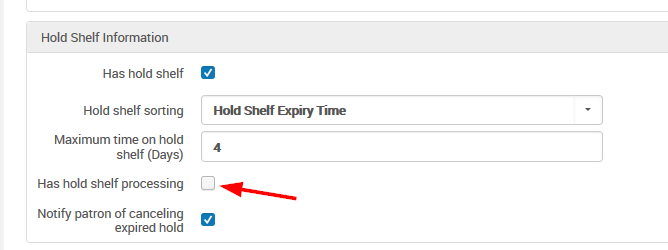 Hold Shelf Information
Has hold shelf
Hold shelf sorting
Hold Shelf Expiry Time
Maximum time on hold
shelf (Days)
4
Has hold shelf processing
Notify patron of canceling
expired hold